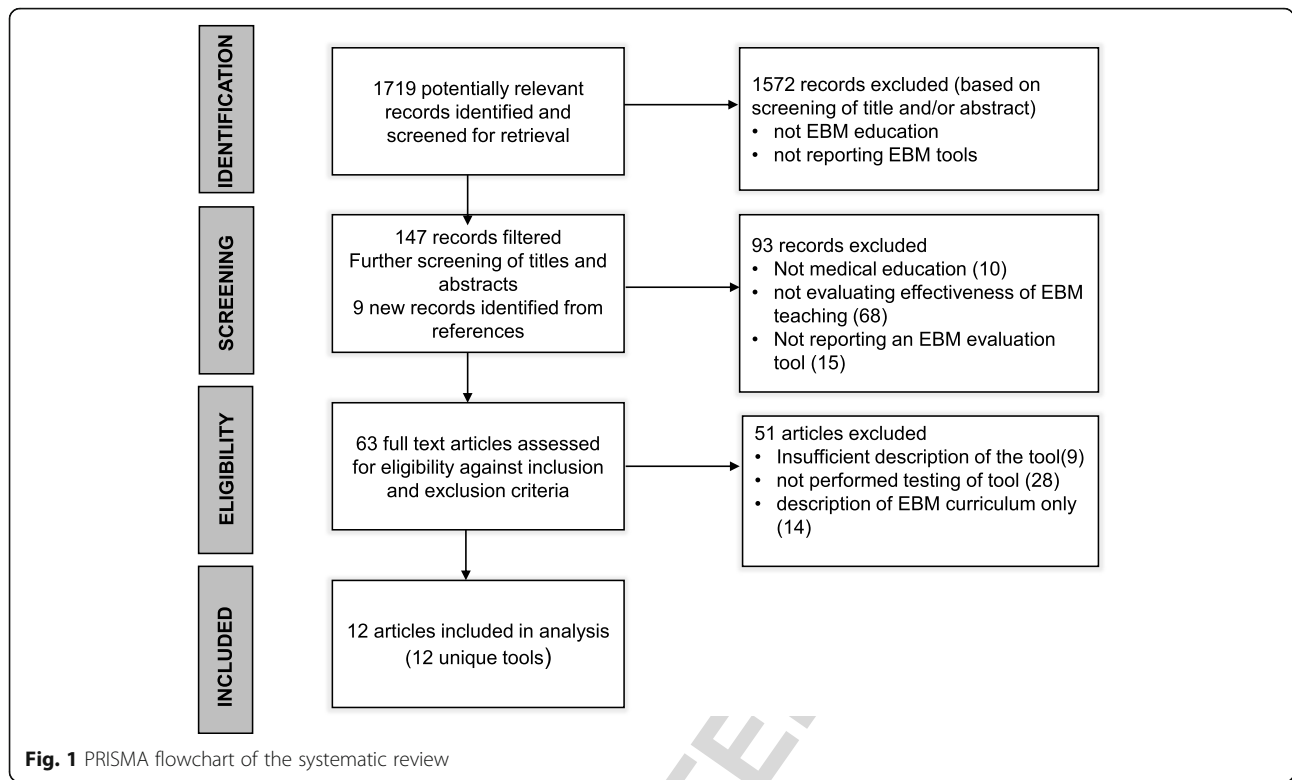 IDENTIFICATION
1719 potentially relevant
records identified and
screened for retrieval
1572 records excluded (based on
screening of title and/or abstract)
• not EBM education
• not reporting EBM tools
SCREENING
147 records filtered
Further screening of titles and
abstracts
9 new records identified from
references
93 records excluded
• Not medical education (10)
• not evaluating effectiveness of EBM
teaching (68)
• Not reporting an EBM evaluation
tool (15)
ELIGIBILITY
63 full text articles assessed
for eligibility against inclusion
and exclusion criteria
51 articles excluded
• Insufficient description of the tool(9)
• not performed testing of tool (28)
• description of EBM curriculum only
(14)
INCLUDED
12 articles included in analysis
(12 unique tools)
Fig. 1 PRISMA flowchart of the systematic review